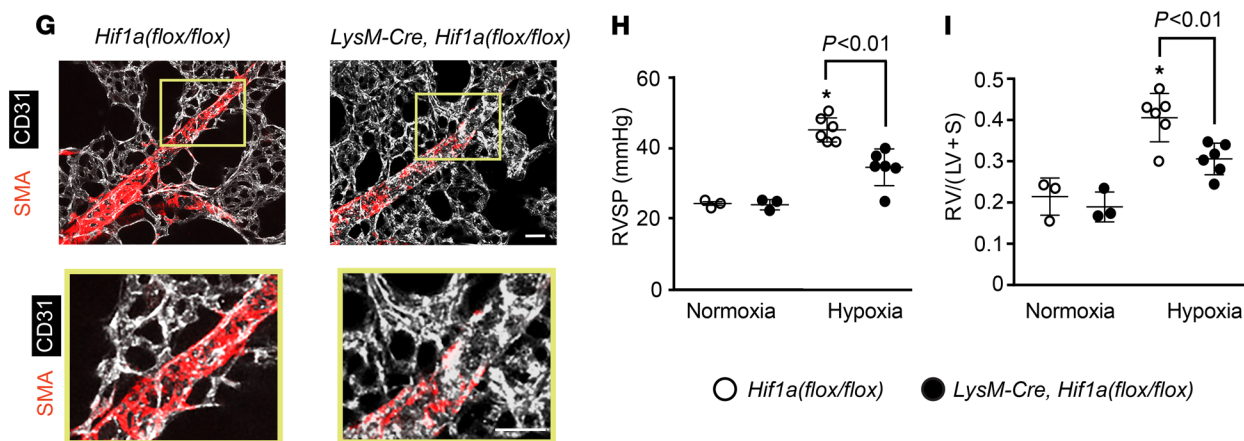 G
Hif1a(flox/flox)
LysM-Cre, Hif1a(flox/flox)
SMA CD31
SMA CD31
H
P<0.01
*
RVSP (mmHg)
60
40
20
0
Normoxia
Hypoxia
I
P<0.01
*
RV/(LV + S)
0.5
0.4
0.3
0.2
0.1
0
Normoxia
Hypoxia
Hif1a(flox/flox)
LysM-Cre, Hif1a(flox/flox)